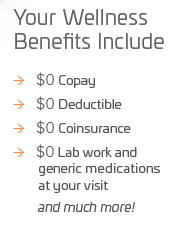 Your Wellness
Benefits Include
→ $0 Copay
→ $0 Deductible
→ $0 Coinsurance
→ $0 Lab work and
generic medications
at your visit
and much more!